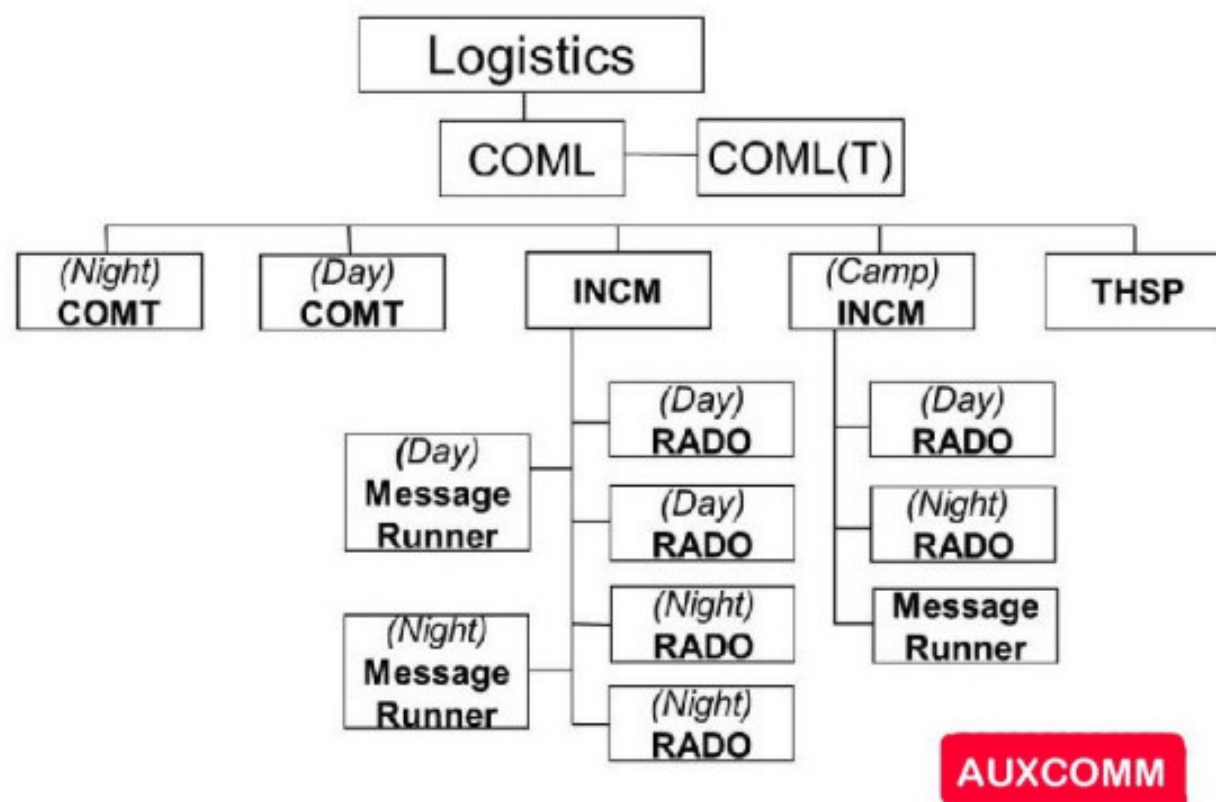 Logistics
COML
COML(T)
(Night)
COMT
(Day)
COMT
INCM
(Camp)
INCM
THSP
(Day)
Message
Runner
(Night)
Message
Runner
(Day)
RADO
(Day)
RADO
(Night)
RADO
(Night)
RADO
(Day)
RADO
(Night)
RADO
Message
Runner
AUXCOMM